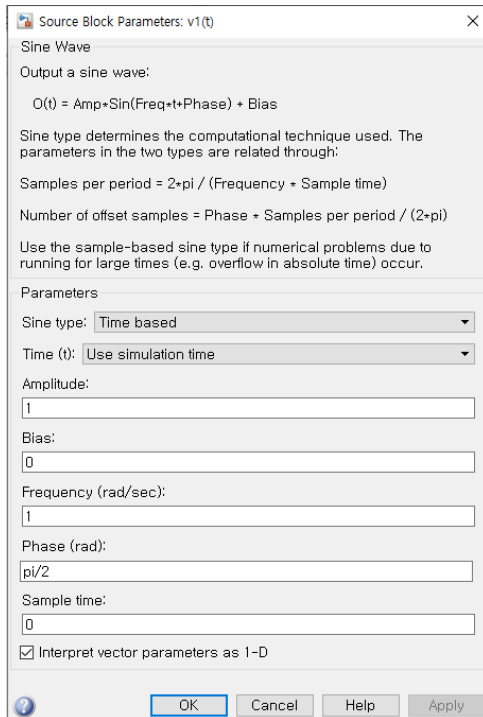 Source Block Parameters: v1(t)
Sine Wave
Output a sine wave:
O(t) = Amp*Sin(Freq*t+Phase) + Bias
Sine type determines the computational technique used. The
parameters in the two types are related through:
Samples per period = 2*pi / (Frequency * Sample time)
Number of offset samples = Phase * Samples per period / (2*pi)
Use the sample-based sine type if numerical problems due to
running for large times (e.g. overflow in absolute time) occur.
Parameters
Sine type: Time based
Time (t): Use simulation time
Amplitude:
1
Bias:
0
Frequency (rad/sec):
1
Phase (rad):
pi/2
Sample time:
0
Interpret vector parameters as 1-D
OK Cancel Help Apply